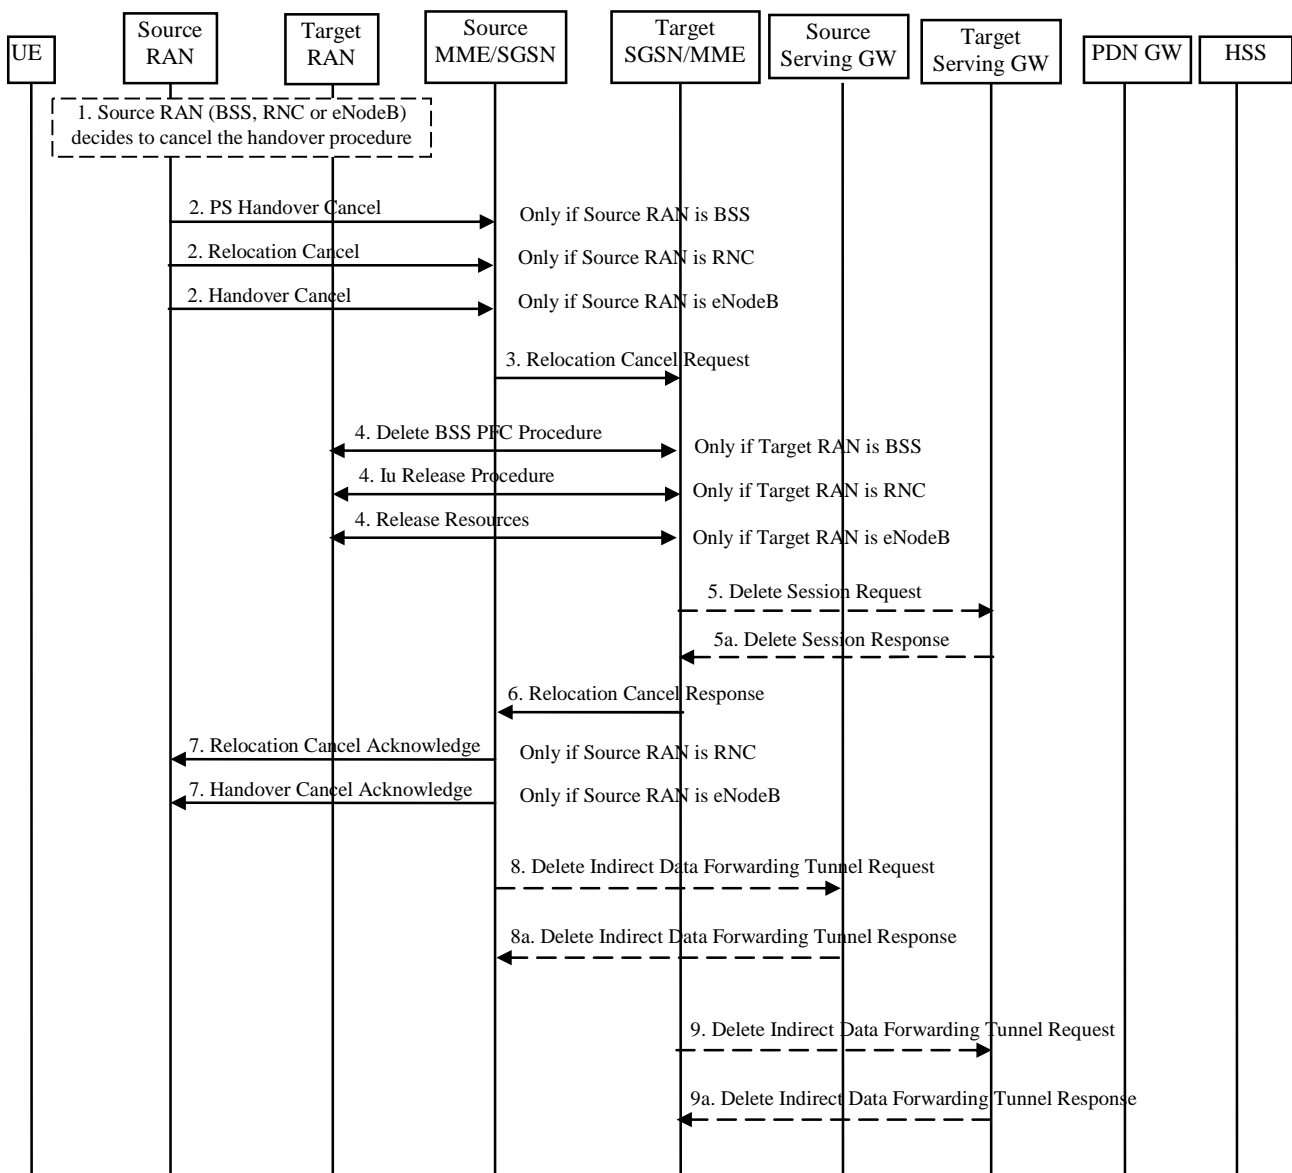 UE
Source
RAN
Target
RAN
Source
MME/SGSN
Target
SGSN/MME
Source
Serving GW
Target
Serving GW
PDN GW
HSS
1. Source RAN (BSS, RNC or eNodeB)
decides to cancel the handover procedure
2. PS Handover Cancel
Only if Source RAN is BSS
2. Relocation Cancel
Only if Source RAN is RNC
2. Handover Cancel
Only if Source RAN is eNodeB
3. Relocation Cancel Request
4. Delete BSS PFC Procedure
Only if Target RAN is BSS
4. Iu Release Procedure
Only if Target RAN is RNC
4. Release Resources
Only if Target RAN is eNodeB
5. Delete Session Request
5a. Delete Session Response
6. Relocation Cancel Response
7. Relocation Cancel Acknowledge
Only if Source RAN is RNC
7. Handover Cancel Acknowledge
Only if Source RAN is eNodeB
8. Delete Indirect Data Forwarding Tunnel Request
8a. Delete Indirect Data Forwarding Tunnel Response
9. Delete Indirect Data Forwarding Tunnel Request
9a. Delete Indirect Data Forwarding Tunnel Response